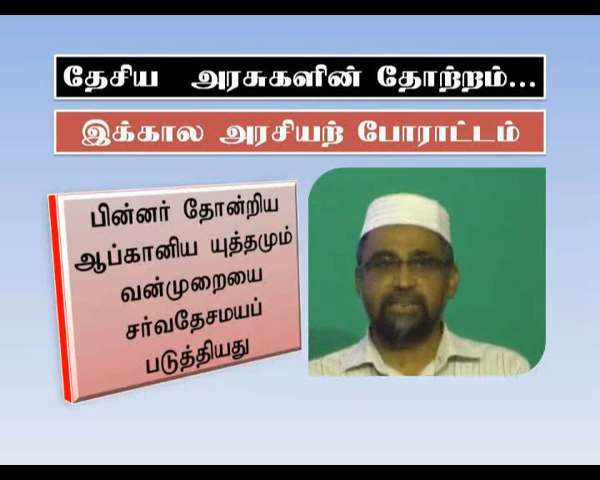 தேசிய அரசுகளின் தோற்றம்...
இக்கால அரசியற் போராட்டம்
பின்னர் தோன்றிய
ஆப்கானிய யுத்தமும்
வன்முறையை
சர்வதேசமயப்
படுத்தியது